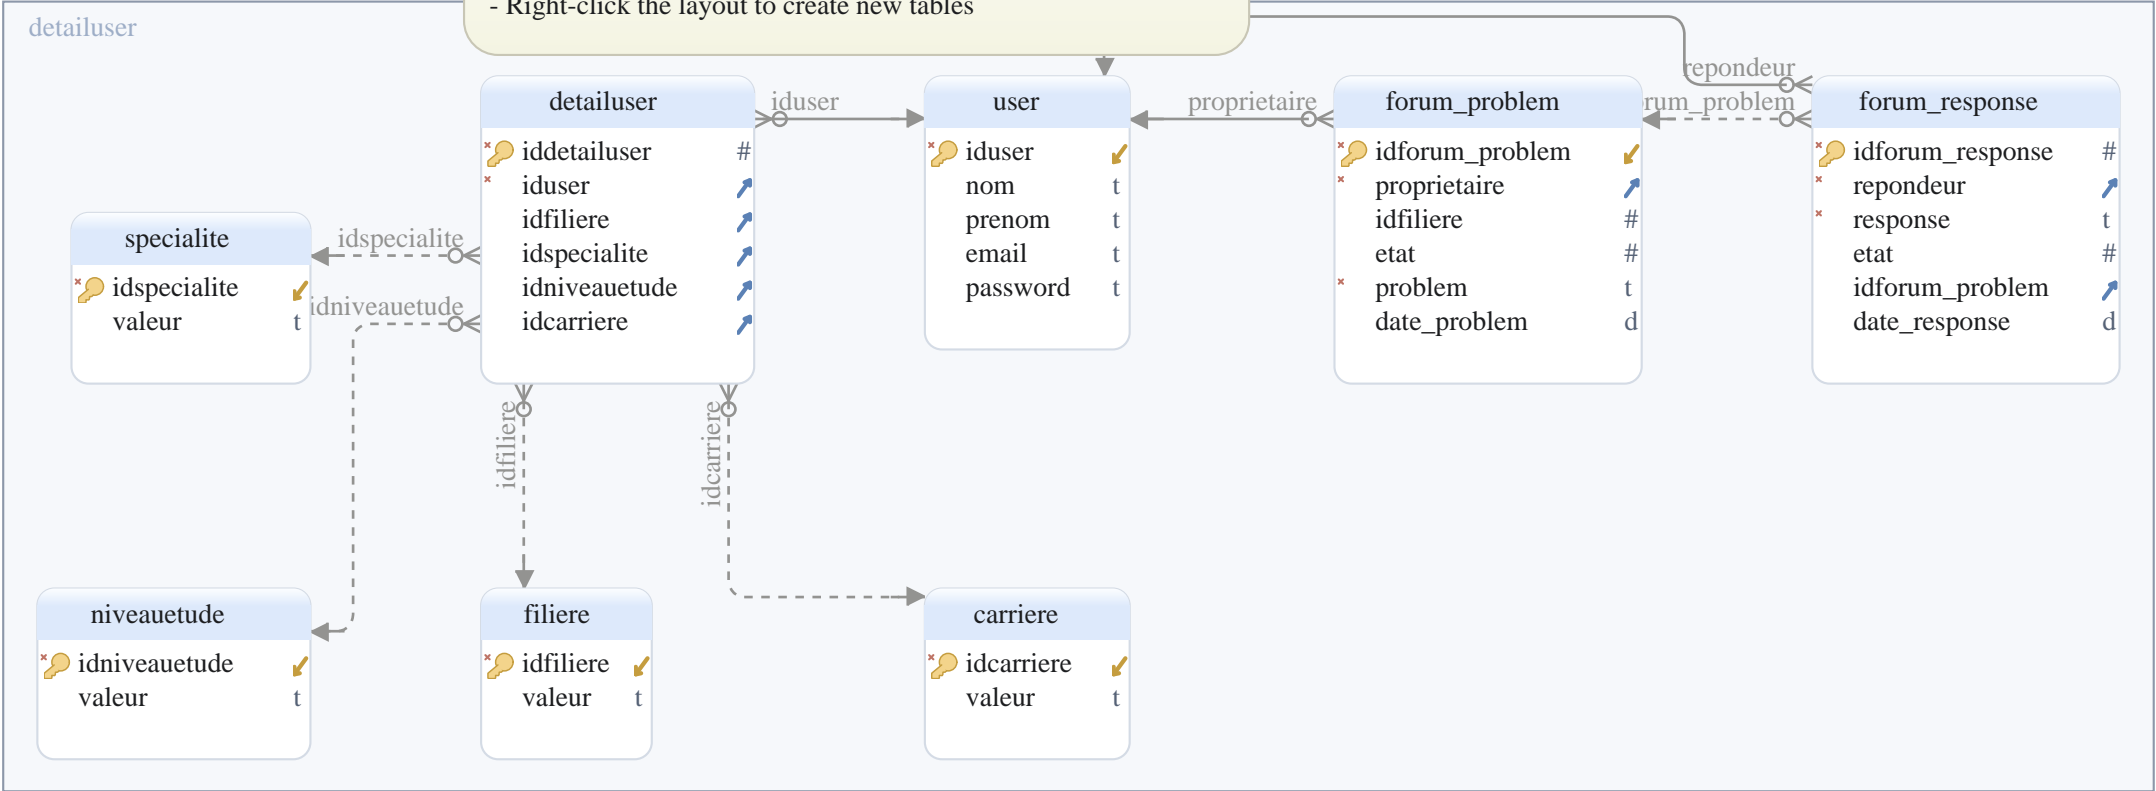 - Right-click the layout to create new tables
detailuser
repondeur
detailuser
iduser
user
proprietaire
forum_problem
rum_problem
forum_response
iddetailuser #
iduser
idfiliere
idspecialite
idniveauetude
idcarriere
iduser
nom t
prenom t
email t
password t
idforum_problem
proprietaire
idfiliere #
etat #
problem t
date_problem d
idforum_response #
repondeur
response t
etat #
idforum_problem
date_response d
specialite
idspecialite
idspecialite
valeur t
idniveauetude
idfiliere
idcarriere
niveauetude
idniveauetude
valeur t
filiere
idfiliere
valeur t
carriere
idcarriere
valeur t